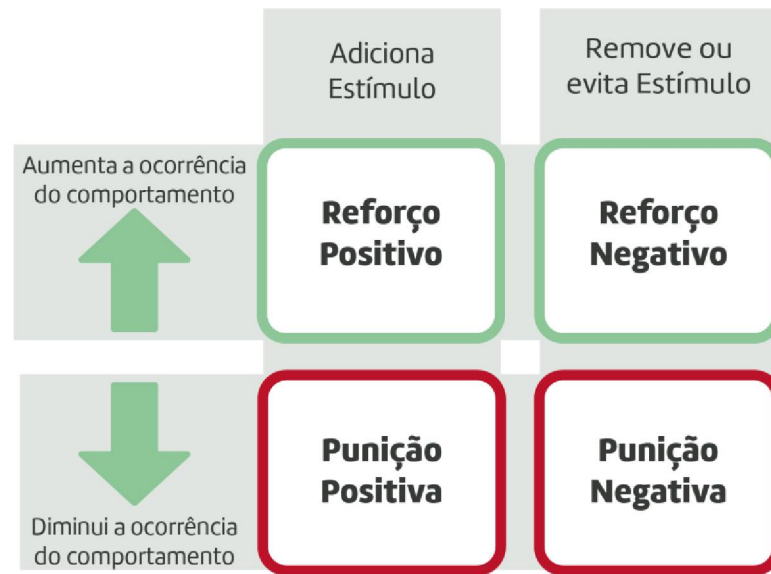 Adiciona
Estímulo
Remove ou
evita Estímulo
Aumenta a ocorrência
do comportamento
Reforço
Positivo
Reforço
Negativo
Punição
Positiva
Punição
Negativa
Diminui a ocorrência
do comportamento